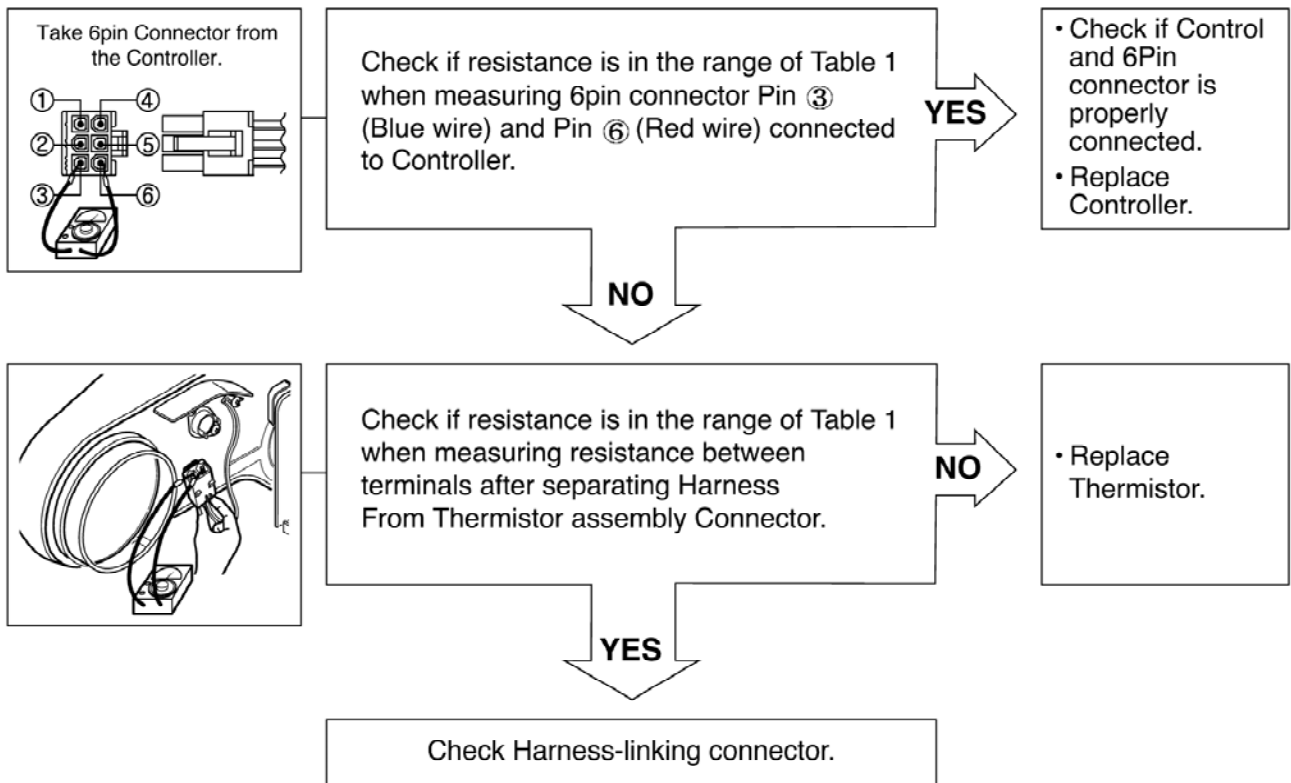 Take 6pin Connector from
the Controller.
① ④
② ⑤
③ ⑥
Check if resistance is in the range of Table 1
when measuring 6pin connector Pin ③
(Blue wire) and Pin ⑥ (Red wire) connected
to Controller.
YES
• Check if Control
and 6Pin
connector is
properly
connected.
• Replace
Controller.
NO
Check if resistance is in the range of Table 1
when measuring resistance between
terminals after separating Harness
From Thermistor assembly Connector.
NO
• Replace
Thermistor.
YES
Check Harness-linking connector.